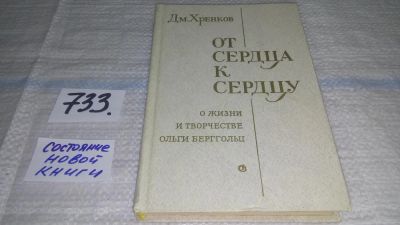 733.
СОСТОЯНИЕ
НОВОЙ
КНИГИ
Дм. Хренков
ОТ
СЕРДЦА
К
СЕРДЦУ
О ЖИЗНИ
И ТВОРЧЕСТВЕ
ОЛЬГИ БЕРГГОЛЬЦ